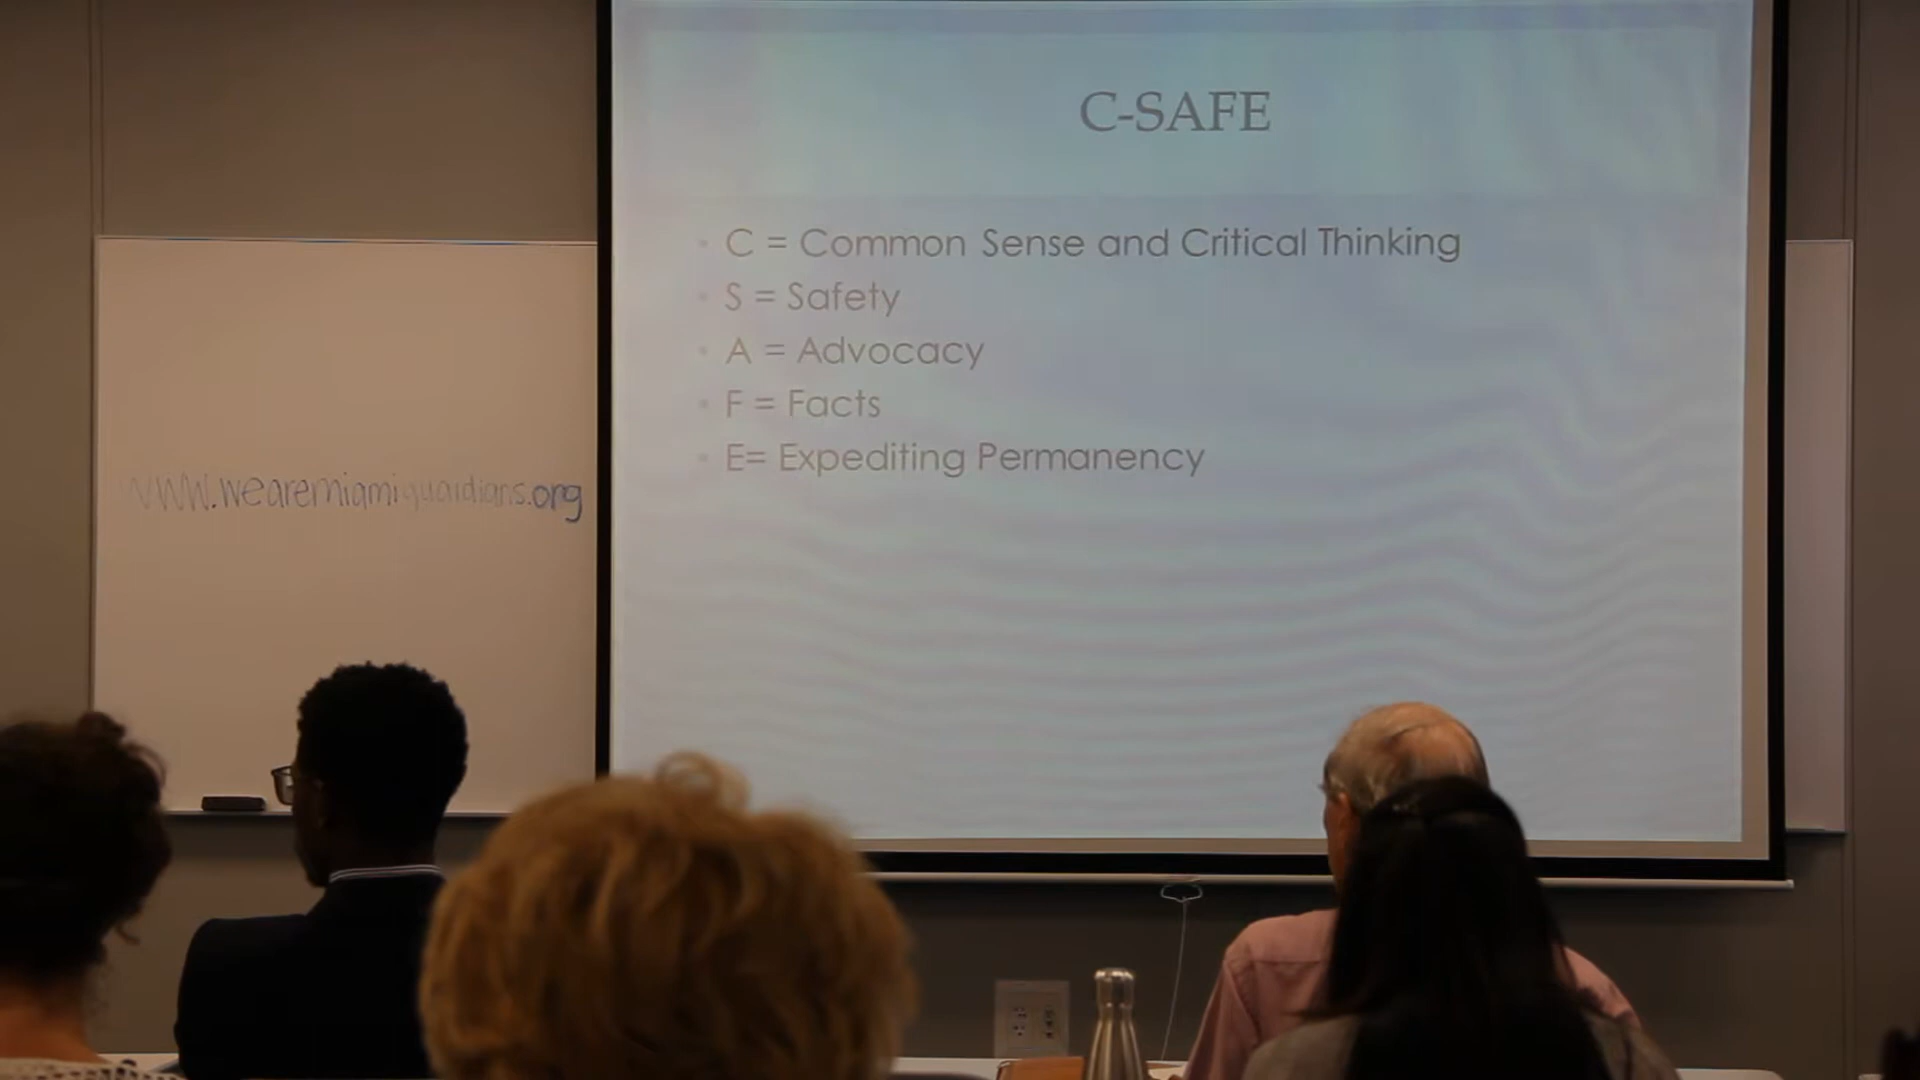 C-SAFE
C = Common Sense and Critical Thinking
S = Safety
A = Advocacy
F = Facts
E= Expediting Permanency
www.wearemiamiguardians.org